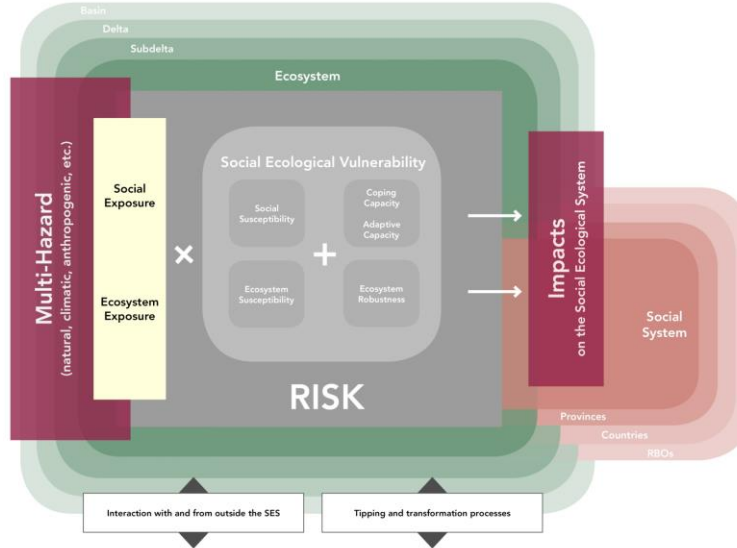 Basin
Delta
Subdelta
Ecosystem
Multi-Hazard
(natural, climatic, anthropogenic, etc.)
Social
Exposure
Ecosystem
Exposure
×
Social Ecological Vulnerability
Social
Susceptibility
Ecosystem
Susceptibility
+
Coping
Capacity
Adaptive
Capacity
Ecosystem
Robustness
RISK
Impacts
on the Social Ecological System
Social
System
Provinces
Countries
RBOs
Interaction with and from outside the SES
Tipping and transformation processes